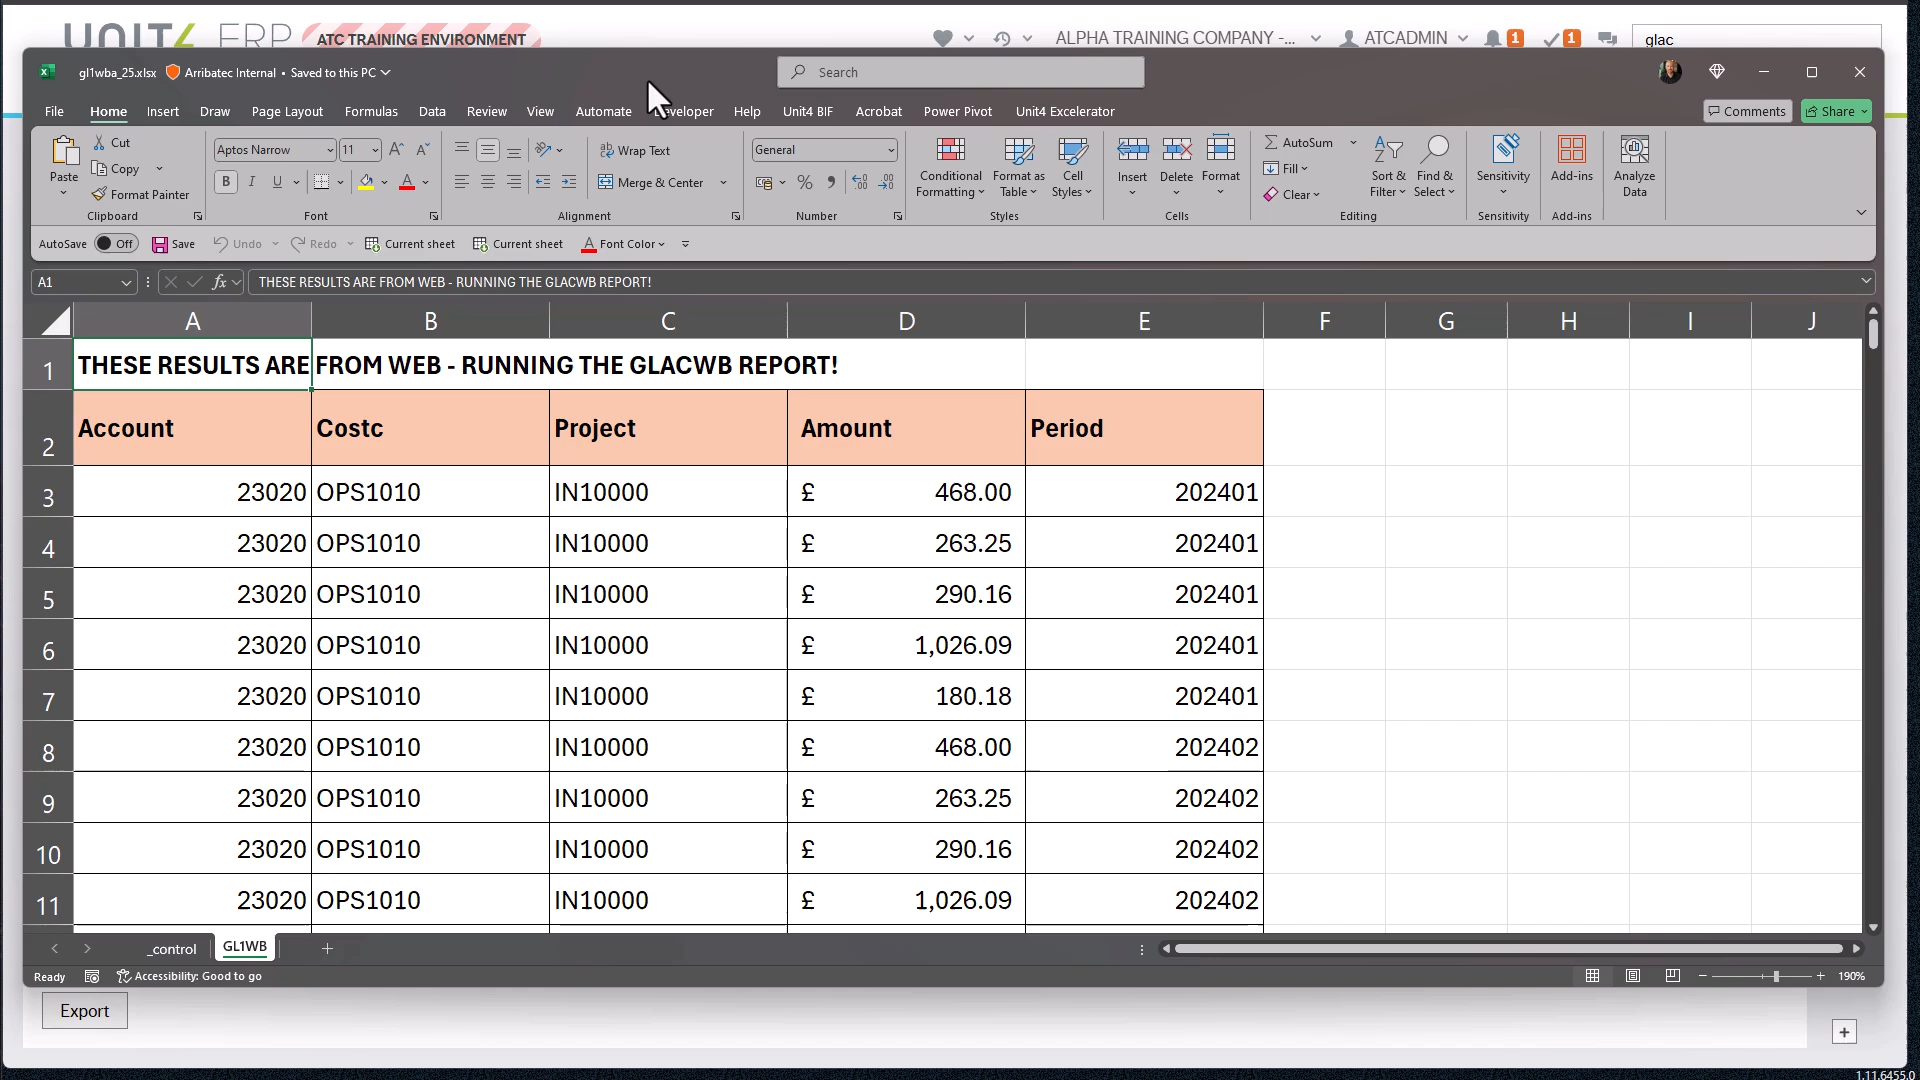 UNIT4 ERP ATC TRAINING ENVIRONMENT ALPHA TRAINING COMPANY -... ATCADMIN 1 1 glac
gl1wba_25.xlsx Arribatec Internal • Saved to this PC Search
File Home Insert Draw Page Layout Formulas Data Review View Automate Developer Help Unit4 BIF Acrobat Power Pivot Unit4 Excelerator Comments Share
Paste Cut Copy Format Painter Clipboard
Aptos Narrow 11 B I U Font
Wrap Text Merge & Center Alignment
General % Number
Conditional Formatting Format as Table Cell Styles Styles
Insert Delete Format Cells
AutoSum Fill Clear Sort & Filter Find & Select Editing
Sensitivity Sensitivity
Add-ins Add-ins
Analyze Data
AutoSave Off Save Undo Redo Current sheet Current sheet Font Color
A1 fx THESE RESULTS ARE FROM WEB - RUNNING THE GLACWB REPORT!
A B C D E F G H I J
1 THESE RESULTS ARE FROM WEB - RUNNING THE GLACWB REPORT!
2 Account Costc Project Amount Period
3 23020 OPS1010 IN10000 £ 468.00 202401
4 23020 OPS1010 IN10000 £ 263.25 202401
5 23020 OPS1010 IN10000 £ 290.16 202401
6 23020 OPS1010 IN10000 £ 1,026.09 202401
7 23020 OPS1010 IN10000 £ 180.18 202401
8 23020 OPS1010 IN10000 £ 468.00 202402
9 23020 OPS1010 IN10000 £ 263.25 202402
10 23020 OPS1010 IN10000 £ 290.16 202402
11 23020 OPS1010 IN10000 £ 1,026.09 202402
_control GL1WB
Ready Accessibility: Good to go 190%
Export
1.11.6455.0